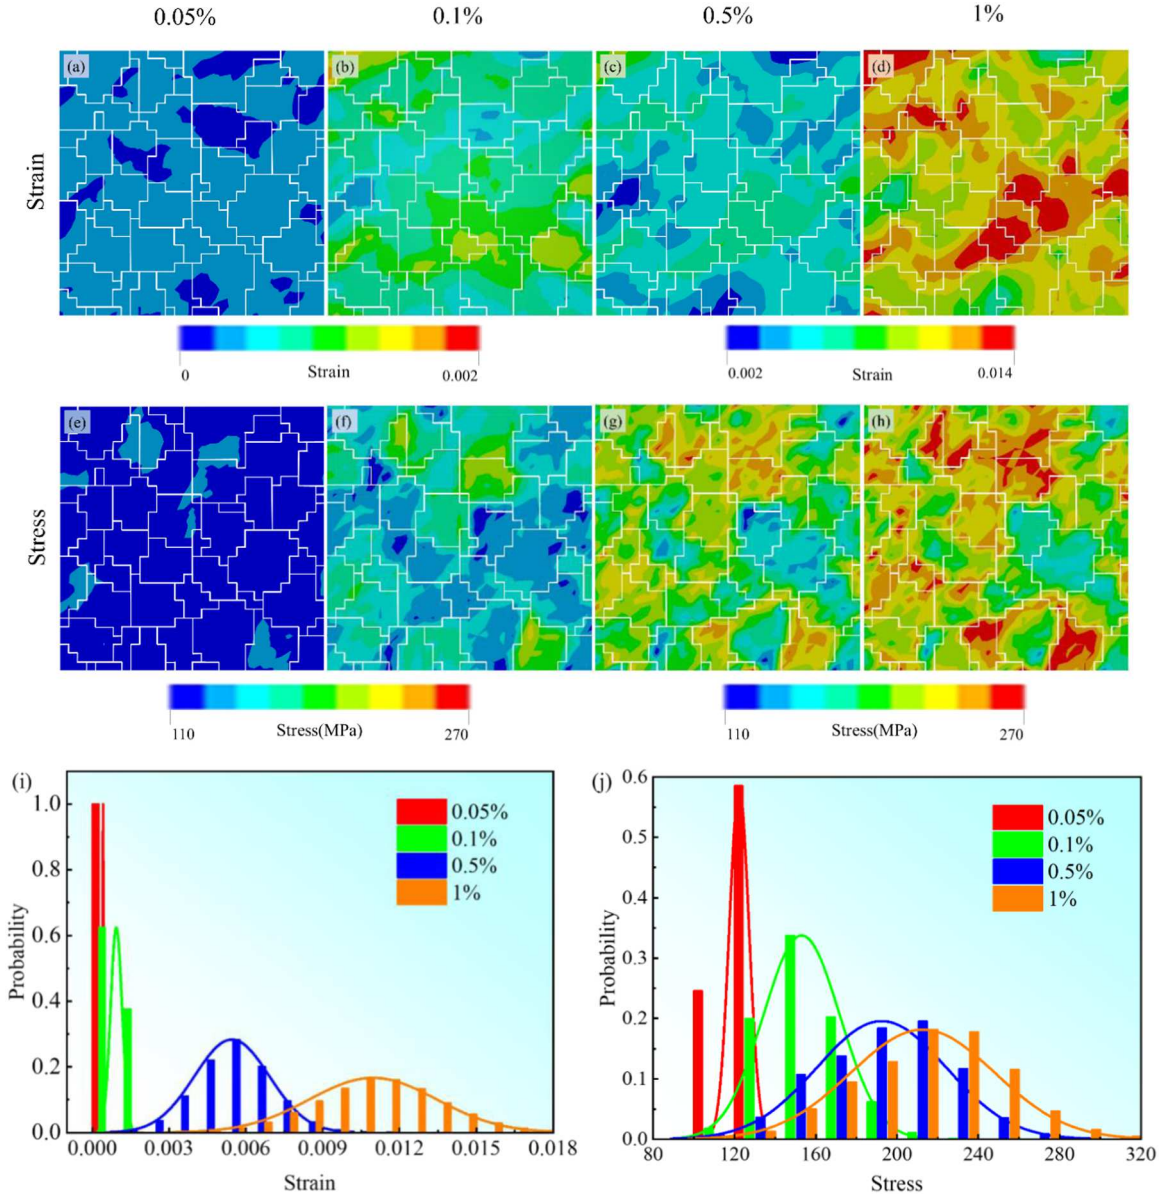 0.05% 0.1% 0.5% 1%
(a) (b) (c) (d)
Strain
0 Strain 0.002 0.002 Strain 0.014
(e) (f) (g) (h)
Stress
110 Stress(MPa) 270 110 Stress(MPa) 270
(i)
1.0
0.8
0.6
0.4
0.2
0.0
Probability
0.05%
0.1%
0.5%
1%
0.000 0.003 0.006 0.009 0.012 0.015 0.018
Strain
(j)
0.6
0.5
0.4
0.3
0.2
0.1
0.0
Probability
0.05%
0.1%
0.5%
1%
80 120 160 200 240 280 320
Stress